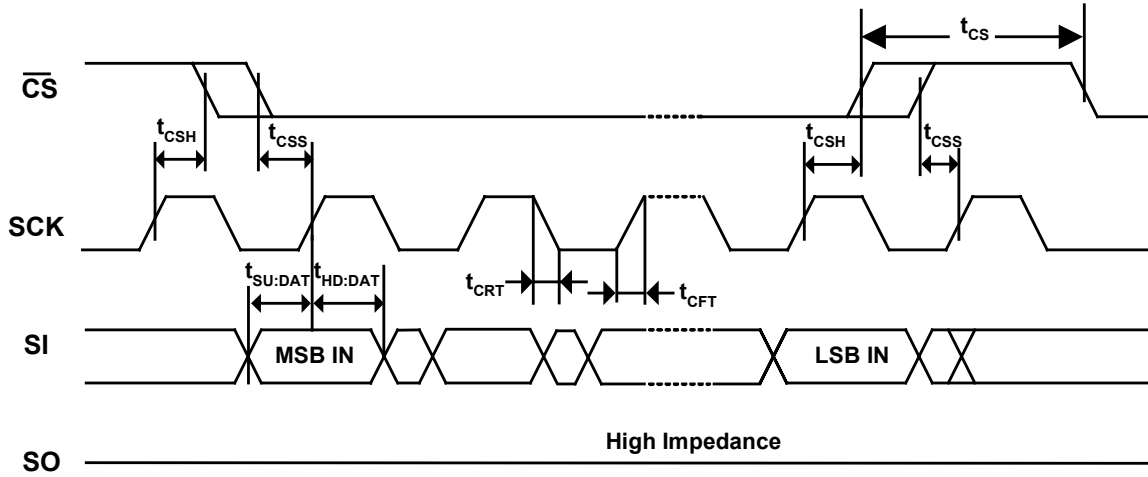 tCS
CS
tCSH
tCSS
tCSH
tCSS
SCK
tSU:DAT
tHD:DAT
tCRT
tCFT
SI
MSB IN
LSB IN
High Impedance
SO